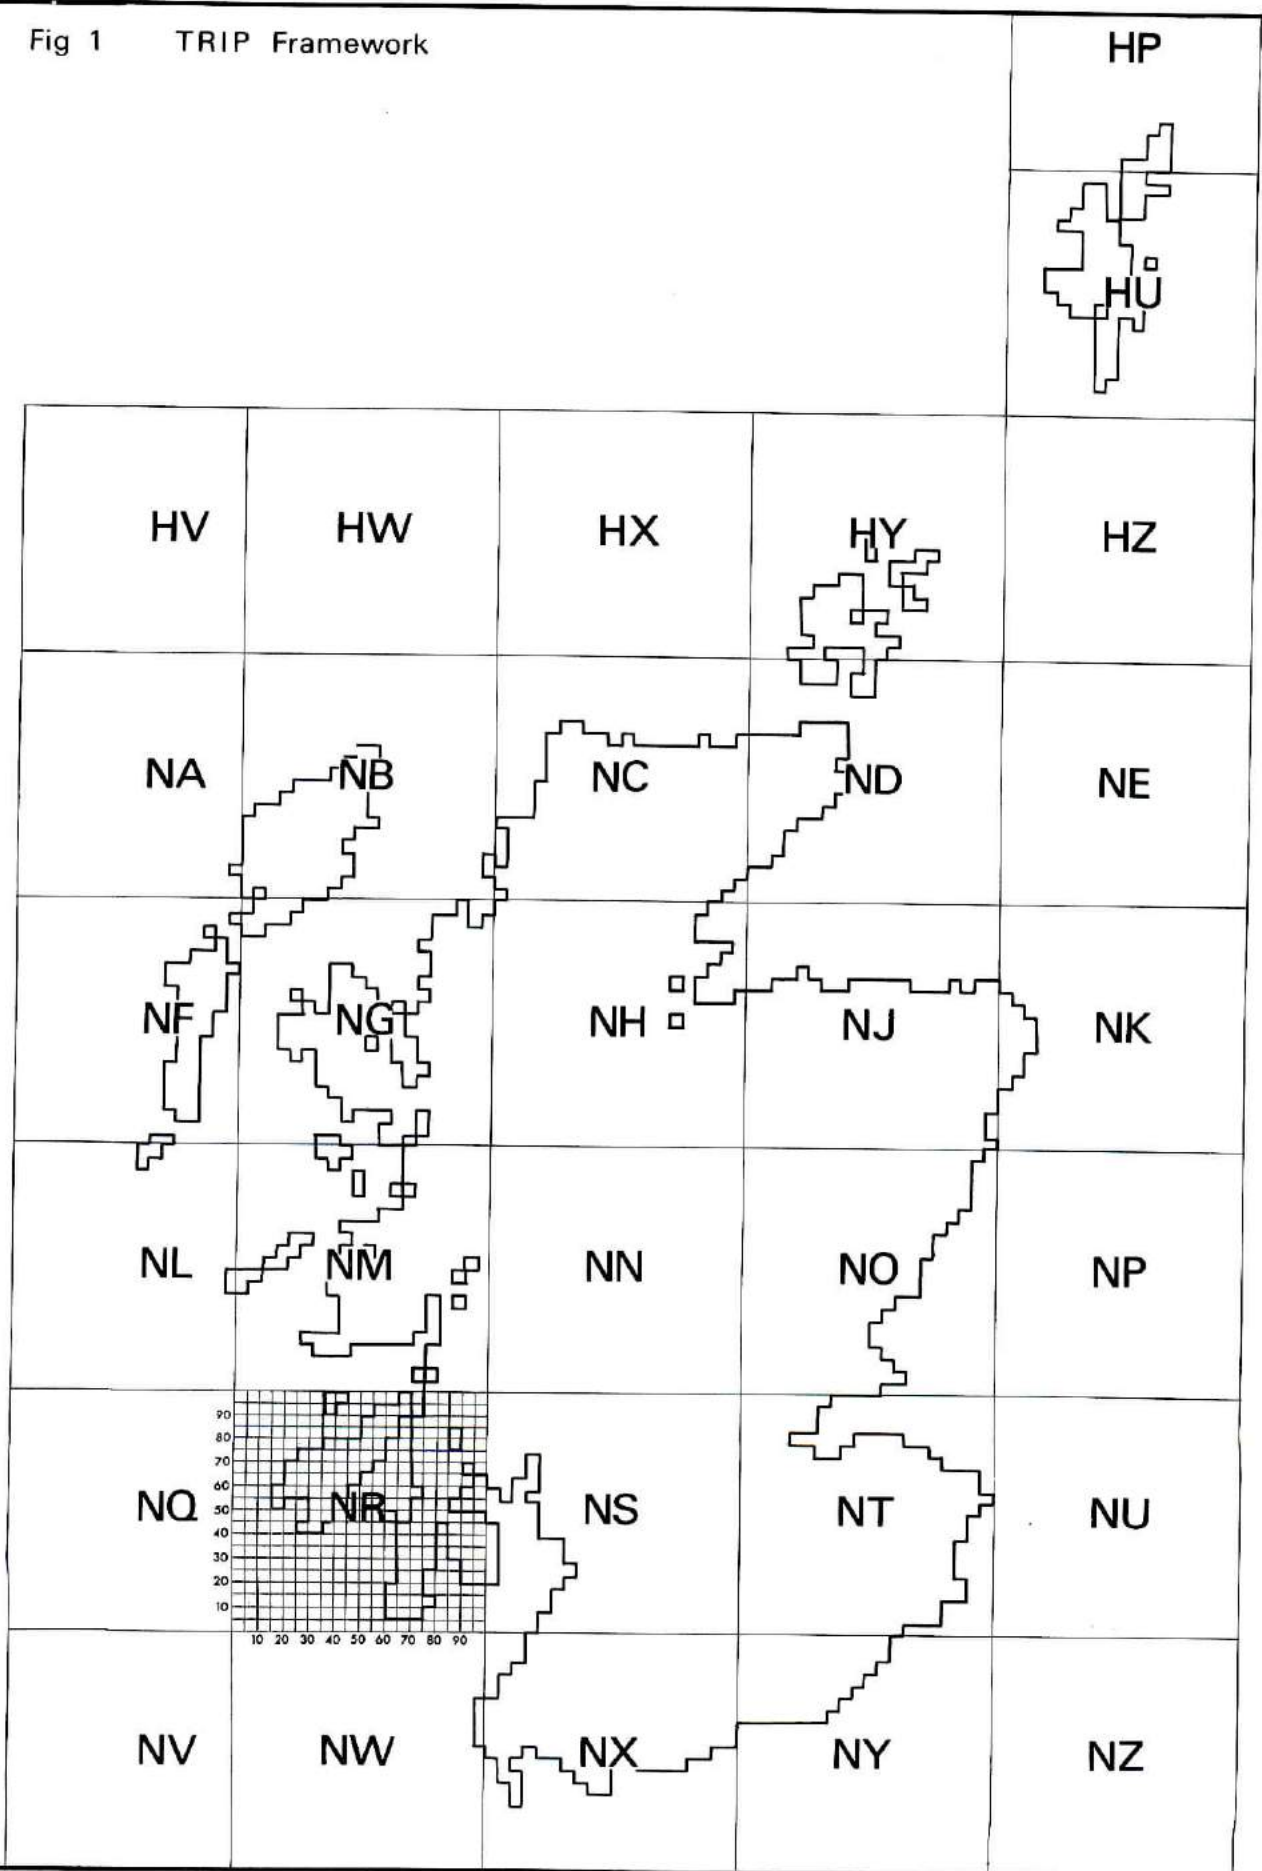 Fig 1 TRIP Framework
HP
HU
HV HW HX HY HZ
NA NB NC ND NE
NF NG NH NJ NK
NL NM NN NO NP
90
80
70
60
NQ NR NS NT NU
50
40
30
20
10
10 20 30 40 50 60 70 80 90
NV NW NX NY NZ